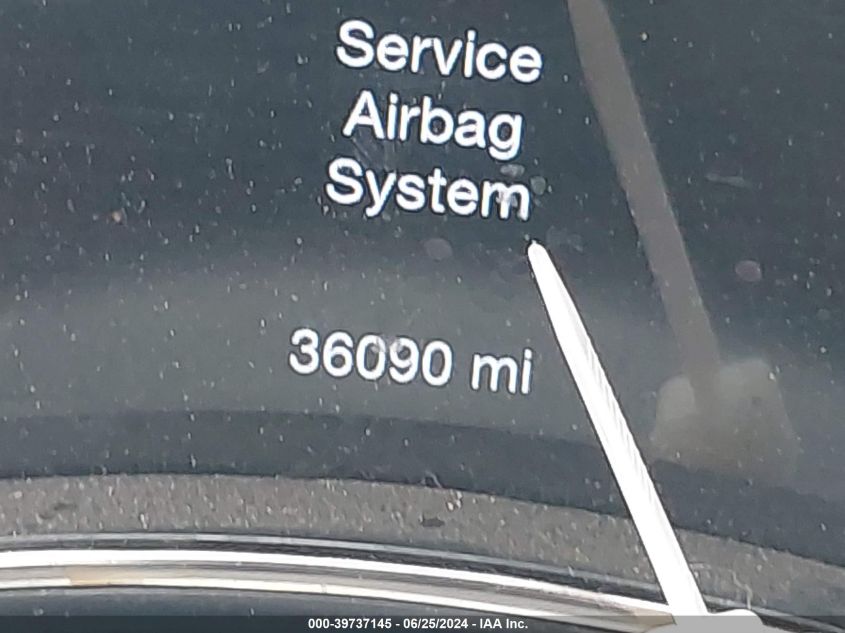 Service
Airbag
System
36090 mi
000-39737145 - 06/25/2024 - IAA Inc.